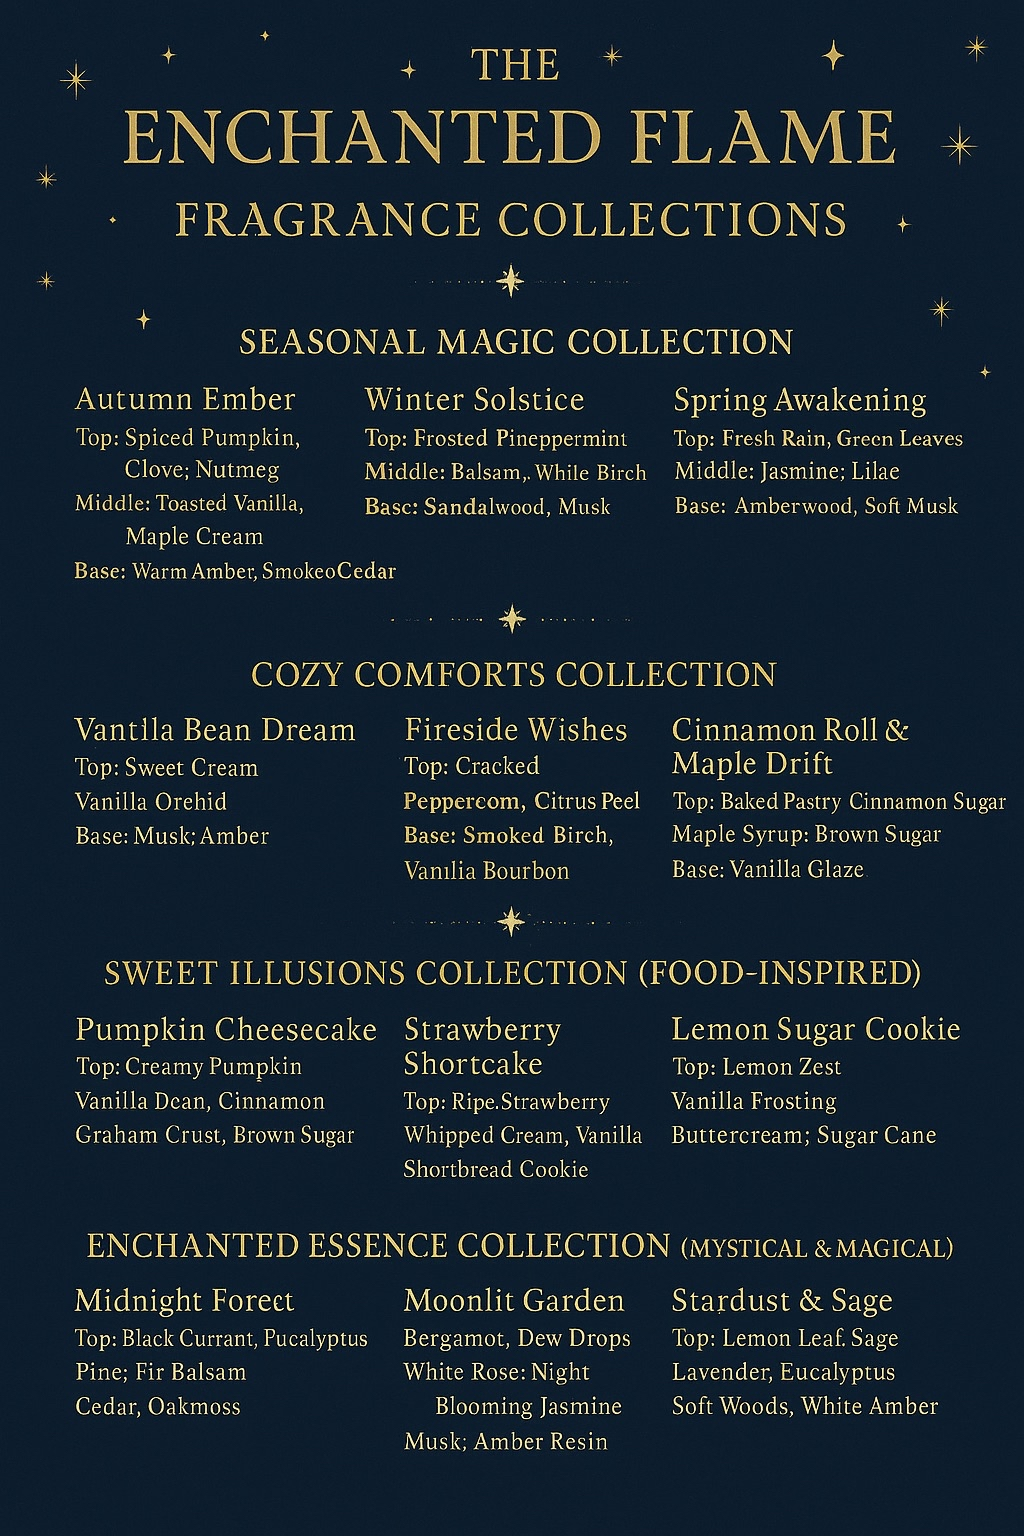 THE
ENCHANTED FLAME
FRAGRANCE COLLECTIONS
SEASONAL MAGIC COLLECTION
Autumn Ember
Top: Spiced Pumpkin,
Clove; Nutmeg
Middle: Toasted Vanilla,
Maple Cream
Base: Warm Amber, SmokeoCedar
Winter Solstice
Top: Frosted Pineppermint
Middle: Balsam,. While Birch
Basc: Sandalwood, Musk
Spring Awakening
Top: Fresh Rain, Green Leaves
Middle: Jasmine; Lilae
Base: Amberwood, Soft Musk
COZY COMFORTS COLLECTION
Vantlla Bean Dream
Top: Sweet Cream
Vanilla Orehid
Base: Musk; Amber
Fireside Wishes
Top: Cracked
Peppercom, Citrus Peel
Base: Smoked Birch,
Vanılia Bourbon
Cinnamon Roll &
Maple Drift
Top: Baked Pastry Cinnamon Sugar
Maple Syrup: Brown Sugar
Base: Vanilla Glaze
SWEET ILLUSIONS COLLECTION (FOOD-INSPIRED)
Pumpkin Cheesecake
Top: Creamy Pumpkin
Vanilla Dcan, Cinnamon
Graham Crust, Brown Sugar
Strawberry
Shortcake
Top: Ripe.Strawberry
Whipped Cream, Vanilla
Shortbread Cookie
Lemon Sugar Cookie
Top: Lemon Zest
Vanilla Frosting
Buttercream; Sugar Cane
ENCHANTED ESSENCE COLLECTION (MYSTICAL & MAGICAL)
Midnight Forect
Top: Black Currant, Pucalyptus
Pine; Fir Balsam
Cedar, Oakmoss
Moonlit Garden
Bergamot, Dew Drops
White Rose: Night
Blooming Jasmine
Musk; Amber Resin
Stardust & Sage
Top: Lemon Leaf. Sage
Lavender, Eucalyptus
Soft Woods, White Amber